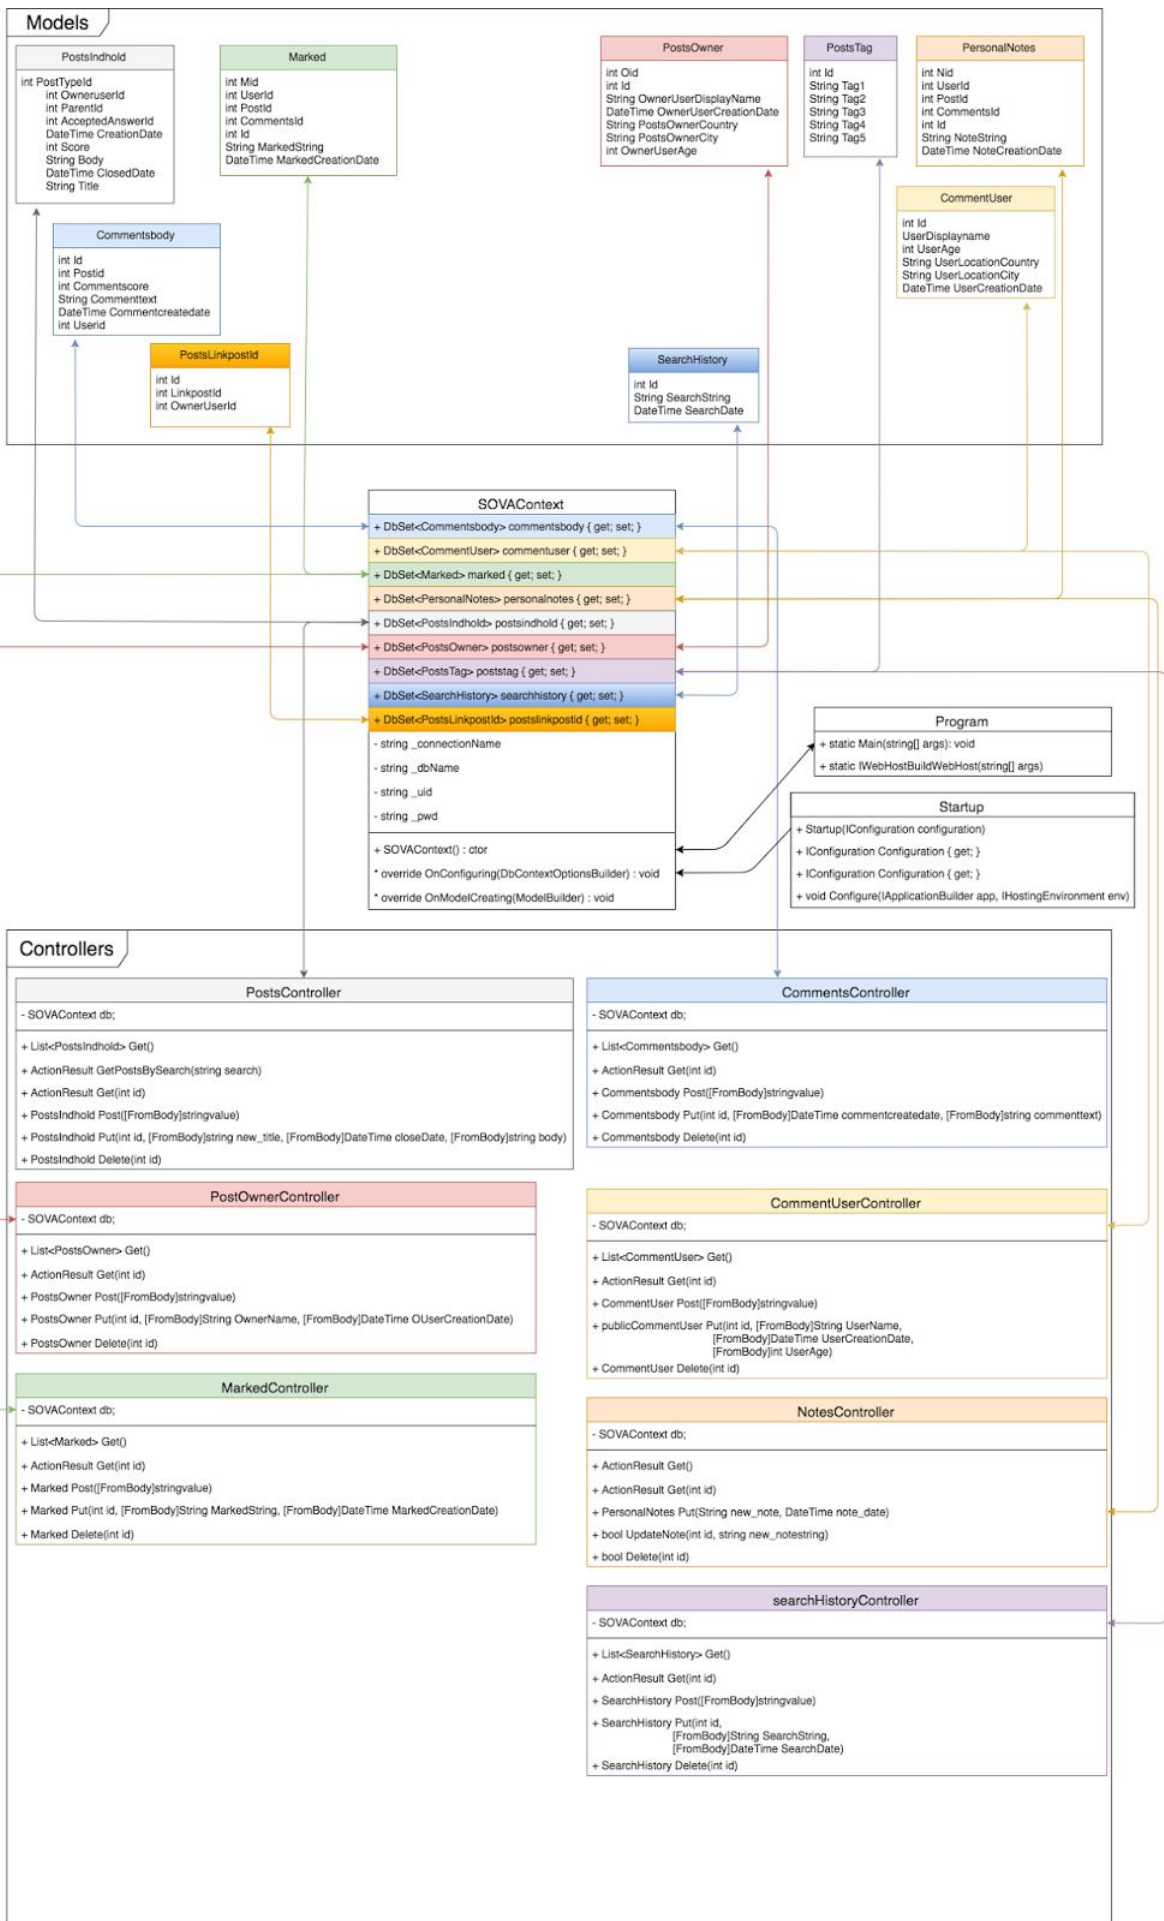 Models
PostsIndhold
int PostTypeId
int OwneruserId
int ParentId
int AcceptedAnswerId
DateTime CreationDate
int Score
String Body
DateTime ClosedDate
String Title
Marked
int Mid
int UserId
int PostId
int CommentsId
int Id
String MarkedString
DateTime MarkedCreationDate
PostsOwner
int Oid
int Id
String OwnerUserDisplayName
DateTime OwnerUserCreationDate
String PostsOwnerCountry
String PostsOwnerCity
int OwnerUserAge
PostsTag
int Id
String Tag1
String Tag2
String Tag3
String Tag4
String Tag5
PersonalNotes
int Nid
int UserId
int PostId
int CommentsId
int Id
String NoteString
DateTime NoteCreationDate
CommentUser
int Id
UserDisplayname
int UserAge
String UserLocationCountry
String UserLocationCity
DateTime UserCreationDate
Commentsbody
int Id
int Postid
int Commentscore
String Commenttext
DateTime Commentcreatedate
int Userid
PostsLinkpostId
int Id
int LinkpostId
int OwnerUserId
SearchHistory
int Id
String SearchString
DateTime SearchDate
SOVAContext
+ DbSet<Commentsbody> commentsbody { get; set; }
+ DbSet<CommentUser> commentuser { get; set; }
+ DbSet<Marked> marked { get; set; }
+ DbSet<PersonalNotes> personalnotes { get; set; }
+ DbSet<PostsIndhold> postsindhold { get; set; }
+ DbSet<PostsOwner> postsowner { get; set; }
+ DbSet<PostsTag> poststag { get; set; }
+ DbSet<SearchHistory> searchhistory { get; set; }
+ DbSet<PostsLinkpostId> postslinkpostid { get; set; }
- string _connectionName
- string _dbName
- string _uid
- string _pwd
+ SOVAContext() : ctor
* override OnConfiguring(DbContextOptionsBuilder) : void
* override OnModelCreating(ModelBuilder) : void
Program
+ static Main(string[] args): void
+ static IWebHostBuildWebHost(string[] args)
Startup
+ Startup(IConfiguration configuration)
+ IConfiguration Configuration { get; }
+ IConfiguration Configuration { get; }
+ void Configure(IApplicationBuilder app, IHostingEnvironment env)
Controllers
PostsController
- SOVAContext db;
+ List<PostsIndhold> Get()
+ ActionResult GetPostsBySearch(string search)
+ ActionResult Get(int id)
+ PostsIndhold Post([FromBody]stringvalue)
+ PostsIndhold Put(int id, [FromBody]string new_title, [FromBody]DateTime closeDate, [FromBody]string body)
+ PostsIndhold Delete(int id)
CommentsController
- SOVAContext db;
+ List<Commentsbody> Get()
+ ActionResult Get(int id)
+ Commentsbody Post([FromBody]stringvalue)
+ Commentsbody Put(int id, [FromBody]DateTime commentcreatedate, [FromBody]string commenttext)
+ Commentsbody Delete(int id)
PostOwnerController
- SOVAContext db;
+ List<PostsOwner> Get()
+ ActionResult Get(int id)
+ PostsOwner Post([FromBody]stringvalue)
+ PostsOwner Put(int id, [FromBody]String OwnerName, [FromBody]DateTime OUserCreationDate)
+ PostsOwner Delete(int id)
CommentUserController
- SOVAContext db;
+ List<CommentUser> Get()
+ ActionResult Get(int id)
+ CommentUser Post([FromBody]stringvalue)
+ publicCommentUser Put(int id, [FromBody]String UserName,
[FromBody]DateTime UserCreationDate,
[FromBody]int UserAge)
+ CommentUser Delete(int id)
MarkedController
- SOVAContext db;
+ List<Marked> Get()
+ ActionResult Get(int id)
+ Marked Post([FromBody]stringvalue)
+ Marked Put(int id, [FromBody]String MarkedString, [FromBody]DateTime MarkedCreationDate)
+ Marked Delete(int id)
NotesController
- SOVAContext db;
+ ActionResult Get()
+ ActionResult Get(int id)
+ PersonalNotes Put(String new_note, DateTime note_date)
+ bool UpdateNote(int id, string new_notestring)
+ bool Delete(int id)
searchHistoryController
- SOVAContext db;
+ List<SearchHistory> Get()
+ ActionResult Get(int id)
+ SearchHistory Post([FromBody]stringvalue)
+ SearchHistory Put(int id,
[FromBody]String SearchString,
[FromBody]DateTime SearchDate)
+ SearchHistory Delete(int id)